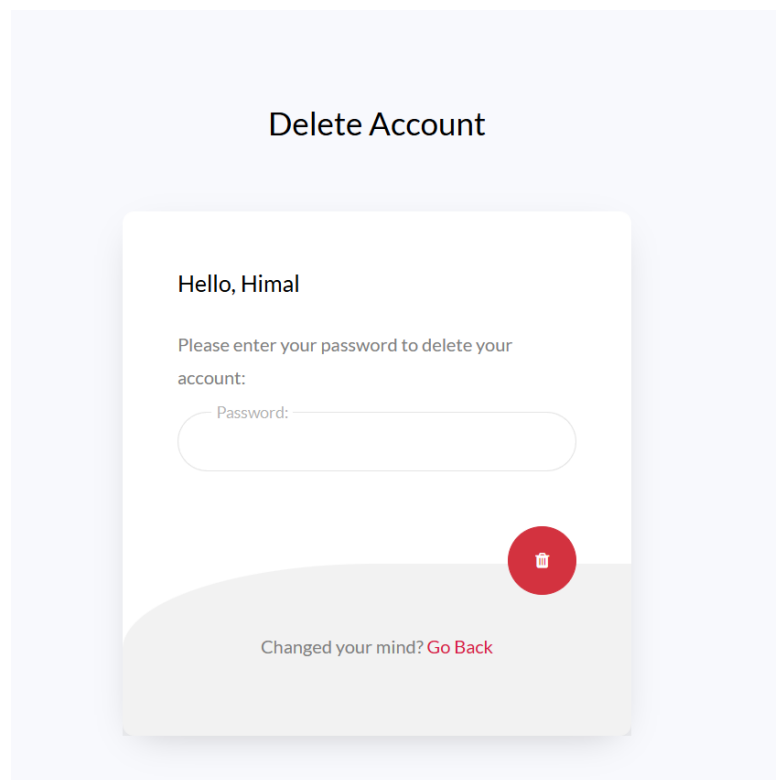 Delete Account
Hello, Himal
Please enter your password to delete your
account:
Password:
Changed your mind? Go Back